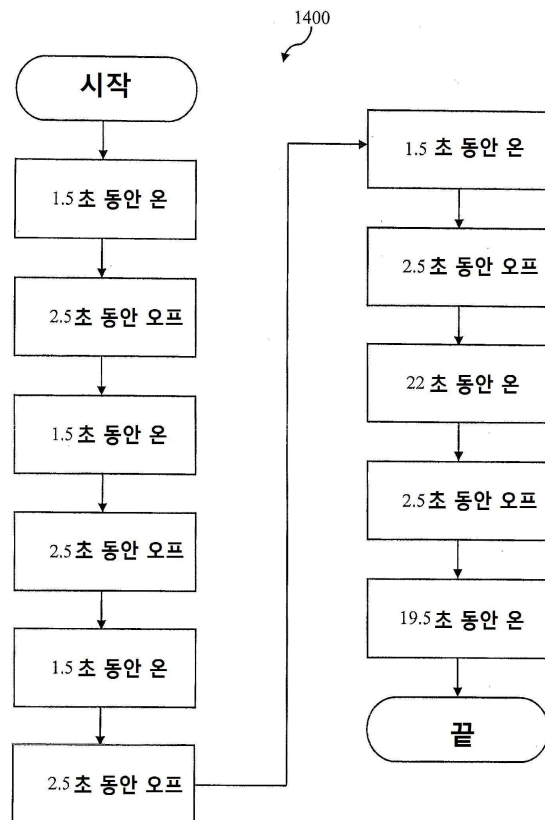 1400
시작
1.5 초 동안 온
2.5 초 동안 오프
1.5 초 동안 온
2.5 초 동안 오프
1.5 초 동안 온
2.5 초 동안 오프
1.5 초 동안 온
2.5 초 동안 오프
22 초 동안 온
2.5 초 동안 오프
19.5 초 동안 온
끝